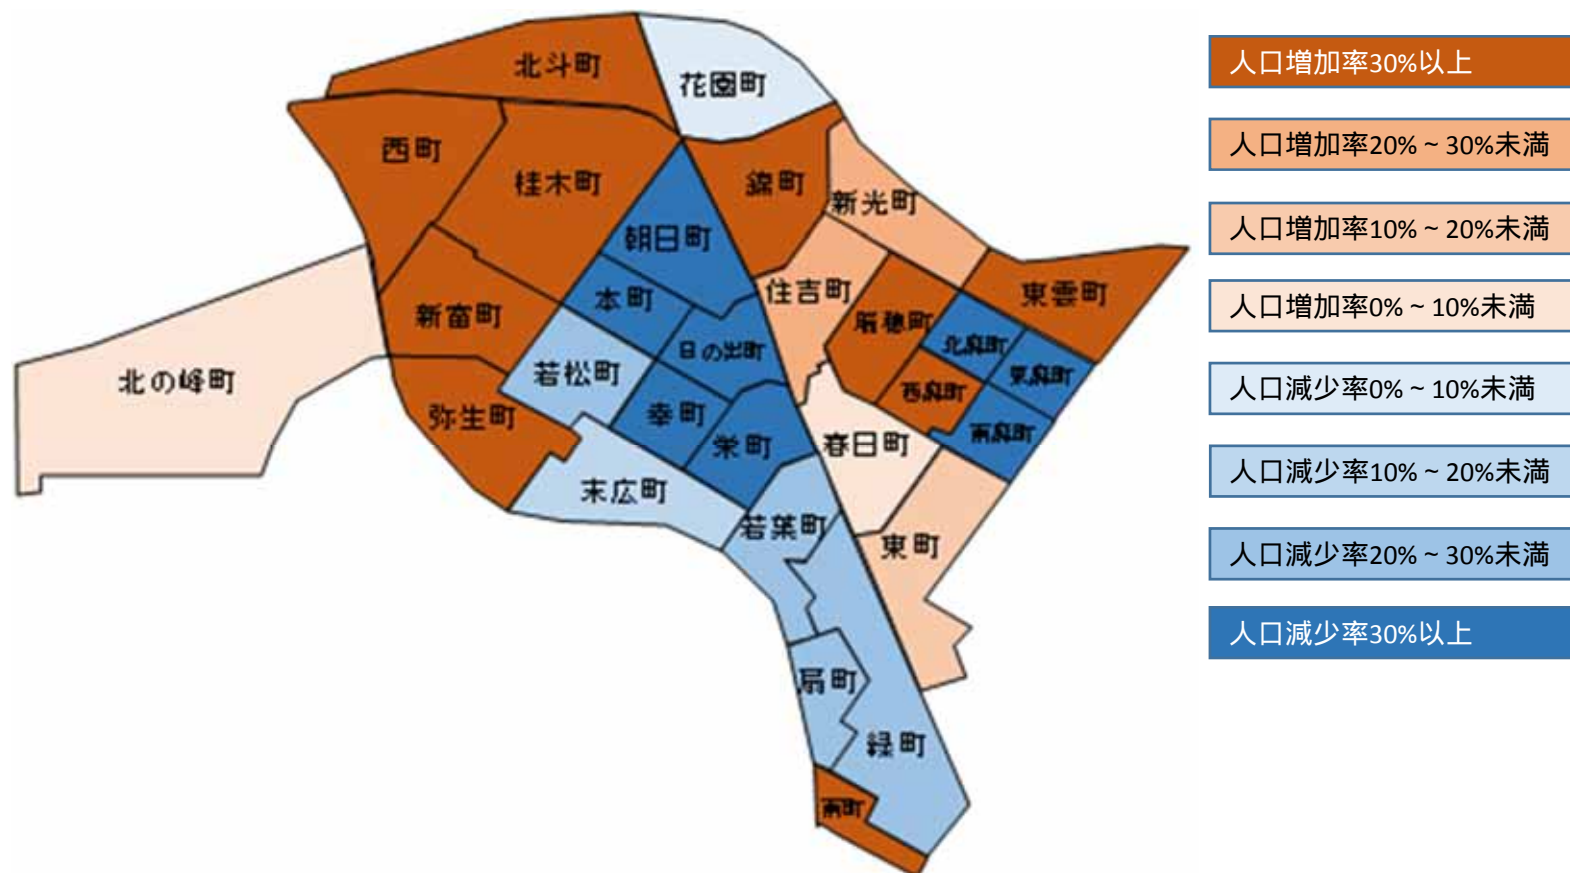 北斗町
花園町
西町
桂木町
錦町
新光町
朝日町
東雲町
本町
住吉町
新富町
瑞穂町
北麻町
日の出町
東麻町
北の峰町
若松町
西麻町
弥生町
幸町
南麻町
栄町
春日町
末広町
若葉町
東町
扇町
緑町
南町
人口増加率30%以上
人口増加率20%~30%未満
人口増加率10%~20%未満
人口増加率0%~10%未満
人口減少率0%~10%未満
人口減少率10%~20%未満
人口減少率20%~30%未満
人口減少率30%以上